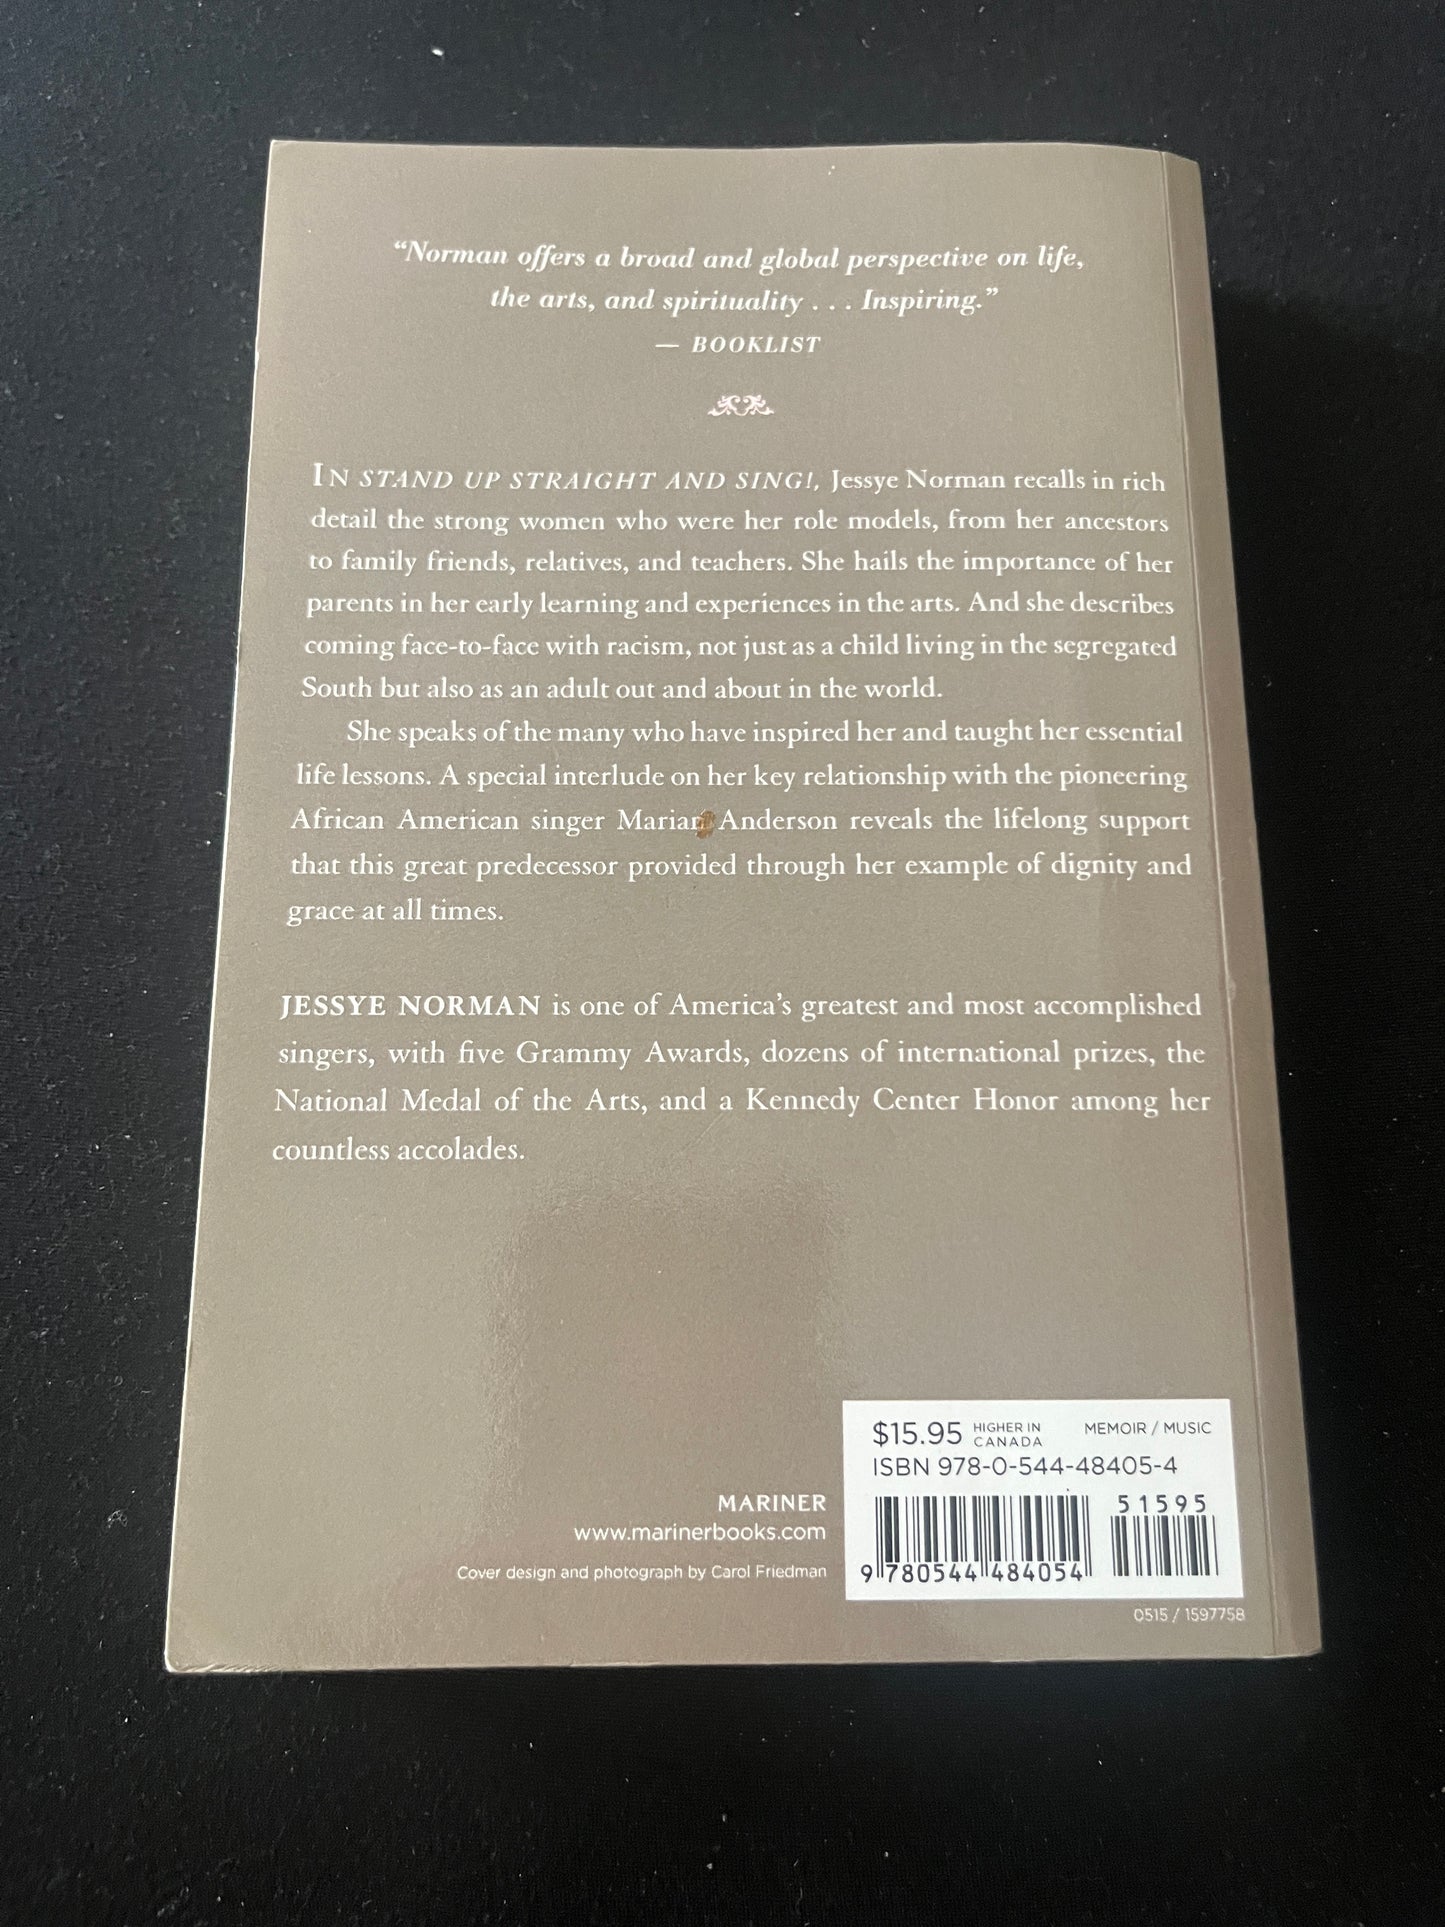 “Norman offers a broad and global perspective on life,
the arts, and spirituality . . . Inspiring.”
— BOOKLIST
IN STAND UP STRAIGHT AND SING!, Jessye Norman recalls in rich
detail the strong women who were her role models, from her ancestors
to family friends, relatives, and teachers. She hails the importance of her
parents in her early learning and experiences in the arts. And she describes
coming face-to-face with racism, not just as a child living in the segregated
South but also as an adult out and about in the world.
She speaks of the many who have inspired her and taught her essential
life lessons. A special interlude on her key relationship with the pioneering
African American singer Marian Anderson reveals the lifelong support
that this great predecessor provided through her example of dignity and
grace at all times.
JESSYE NORMAN is one of America’s greatest and most accomplished
singers, with five Grammy Awards, dozens of international prizes, the
National Medal of the Arts, and a Kennedy Center Honor among her
countless accolades.
$15.95 HIGHER IN CANADA MEMOIR / MUSIC
ISBN 978-0-544-48405-4
51595
9 780544 484054
MARINER
www.marinerbooks.com
Cover design and photograph by Carol Friedman
0515 / 1597758